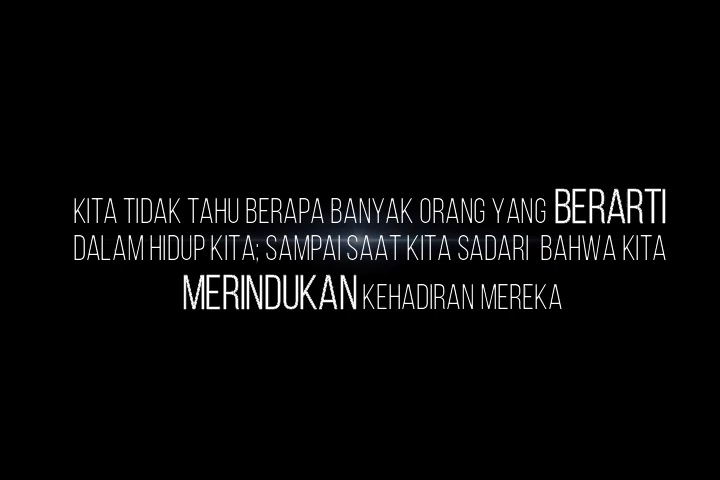 KITA TIDAK TAHU BERAPA BANYAK ORANG YANG BERARTI
DALAM HIDUP KITA; SAMPAI SAAT KITA SADARI BAHWA KITA
MERINDUKAN KEHADIRAN MEREKA